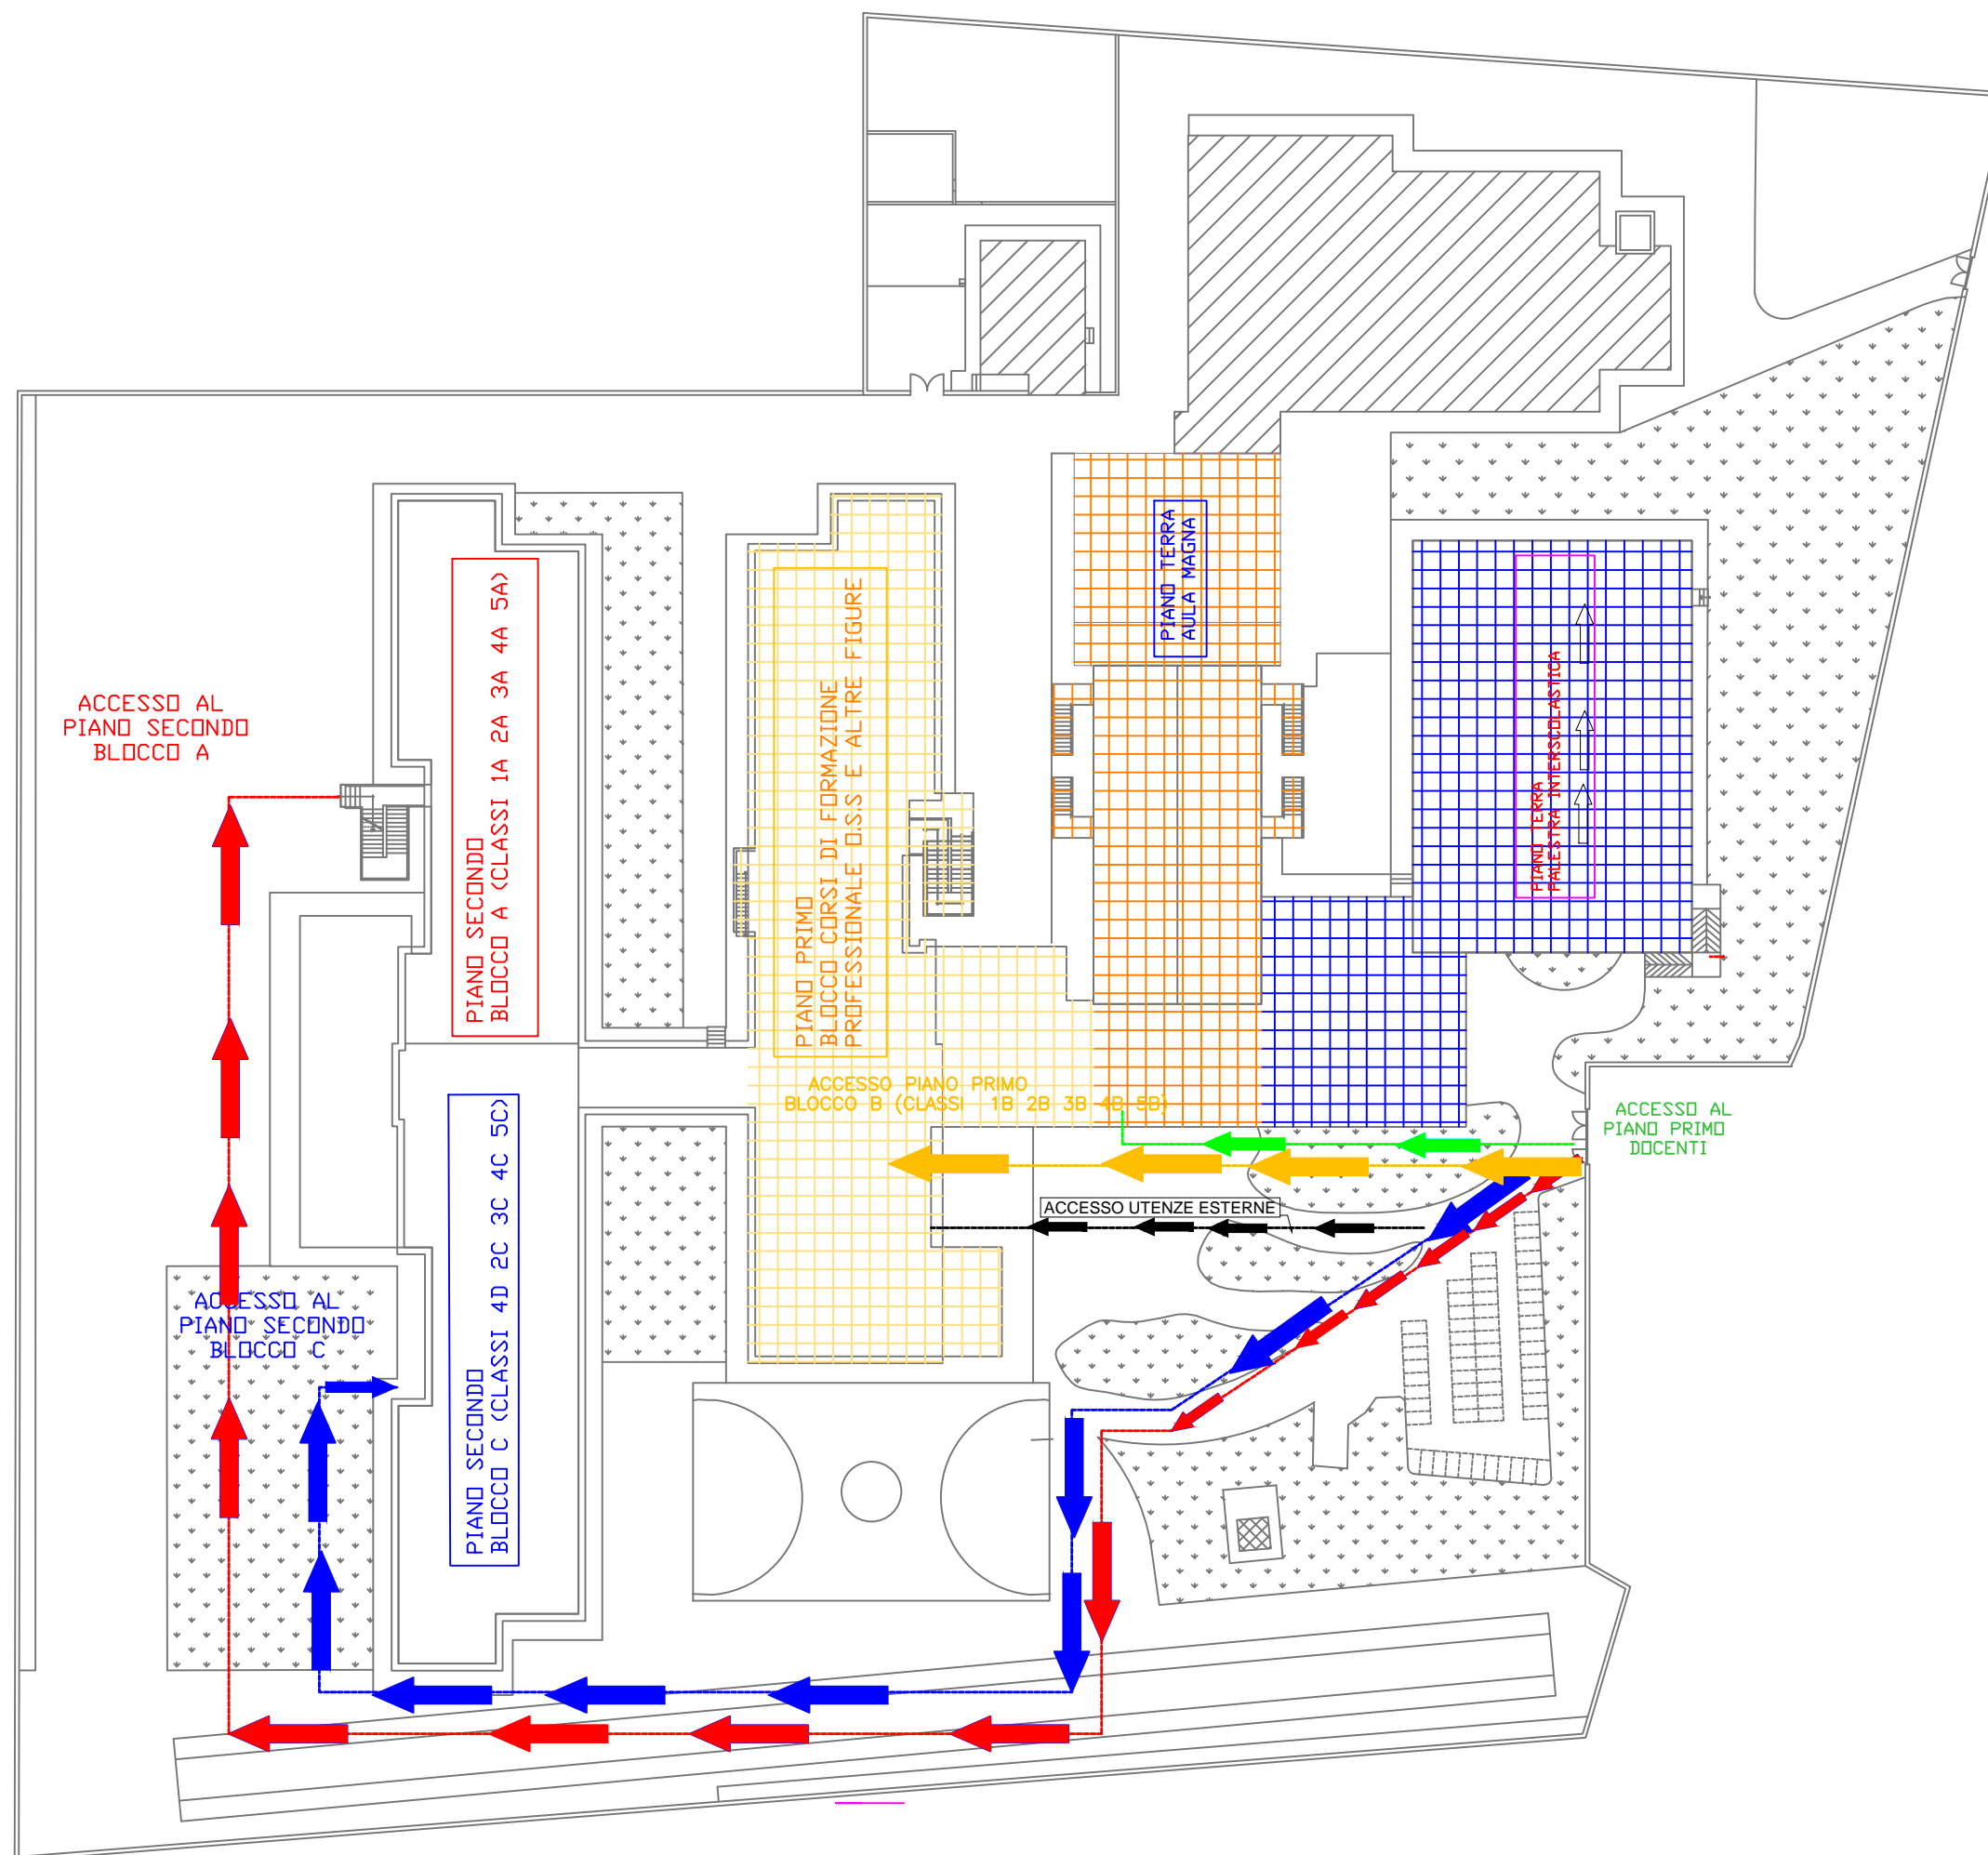 PIANO TERRA
AULA MAGNA
ACCESSO AL
PIANO SECONDO
BLOCCO A
PIANO SECONDO
BLOCCO A (CLASSI 1A 2A 3A 4A 5A)
PIANO PRIMO
BLOCCO CORSI DI FORMAZIONE
PROFESSIONALE O.S.S E ALTRE FIGURE
PIANO TERRA
PALESTRA INTERSCOLASTICA
ACCESSO PIANO PRIMO
BLOCCO B (CLASSI 1B 2B 3B 4B 5B)
ACCESSO AL
PIANO PRIMO
DOCENTI
ACCESSO UTENZE ESTERNE
ACCESSO AL
PIANO SECONDO
BLOCCO C
PIANO SECONDO
BLOCCO C (CLASSI 4D 2C 3C 4C 5C)